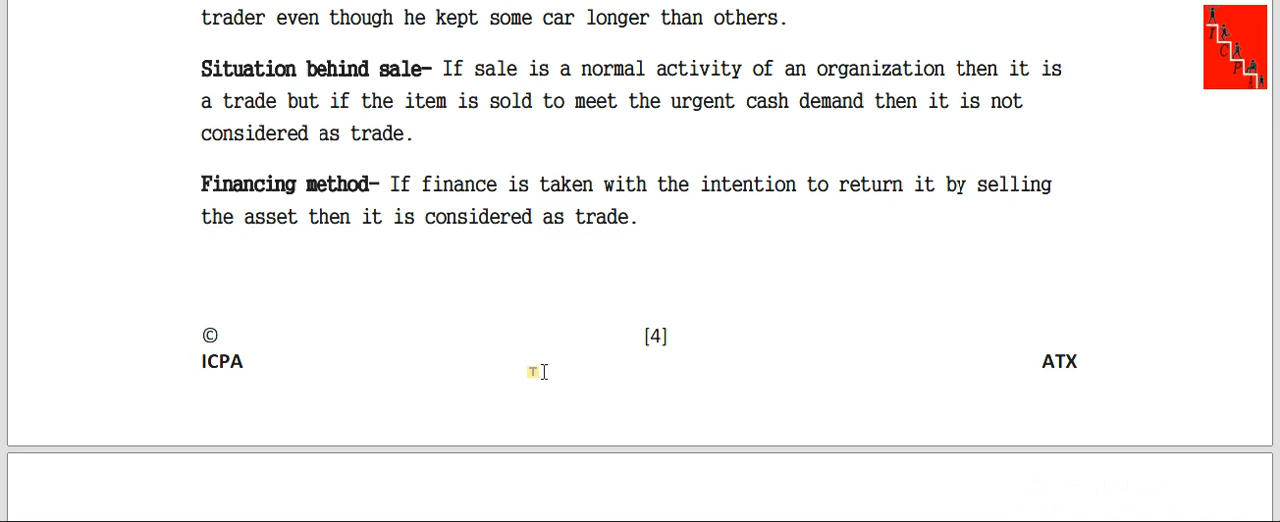 trader even though he kept some car longer than others.
Situation behind sale- If sale is a normal activity of an organization then it is
a trade but if the item is sold to meet the urgent cash demand then it is not
considered as trade.
Financing method- If finance is taken with the intention to return it by selling
the asset then it is considered as trade.
©
[4]
ICPA
ATX
I
C
P
A
T